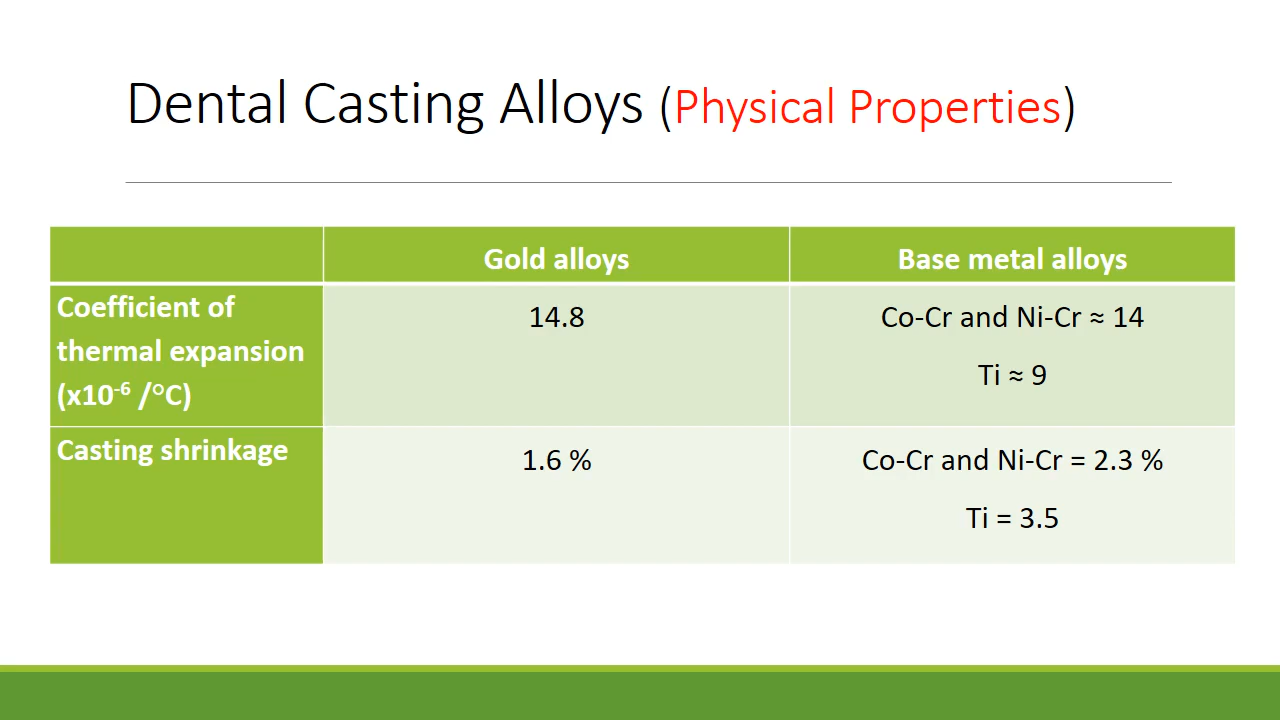 Dental Casting Alloys (Physical Properties)
Gold alloys
Base metal alloys
Coefficient of
thermal expansion
(x10-6 /°C)
14.8
Co-Cr and Ni-Cr ≈ 14
Ti ≈ 9
Casting shrinkage
1.6 %
Co-Cr and Ni-Cr = 2.3 %
Ti = 3.5